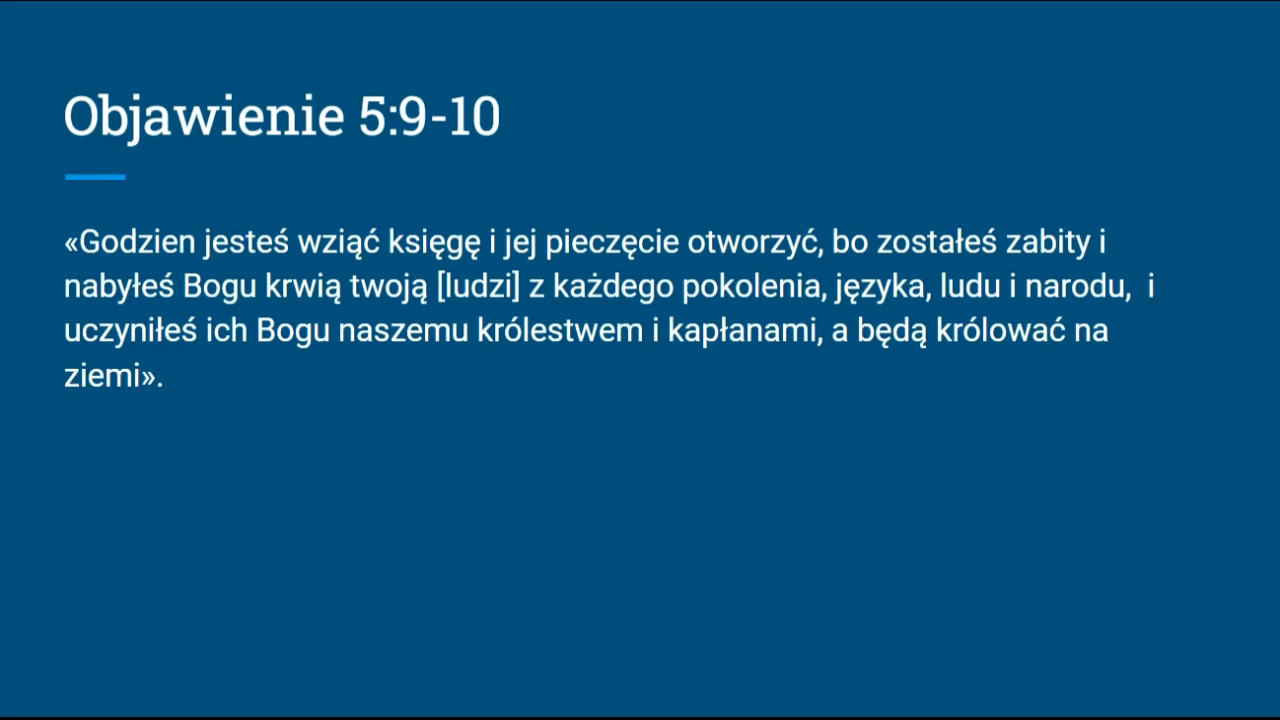 Objawienie 5:9-10
«Godzien jesteś wziąć księgę i jej pieczęcie otworzyć, bo zostałeś zabity i
nabyłeś Bogu krwią twoją [ludzi] z każdego pokolenia, języka, ludu i narodu,  i
uczyniłeś ich Bogu naszemu królestwem i kapłanami, a będą królować na
ziemi».